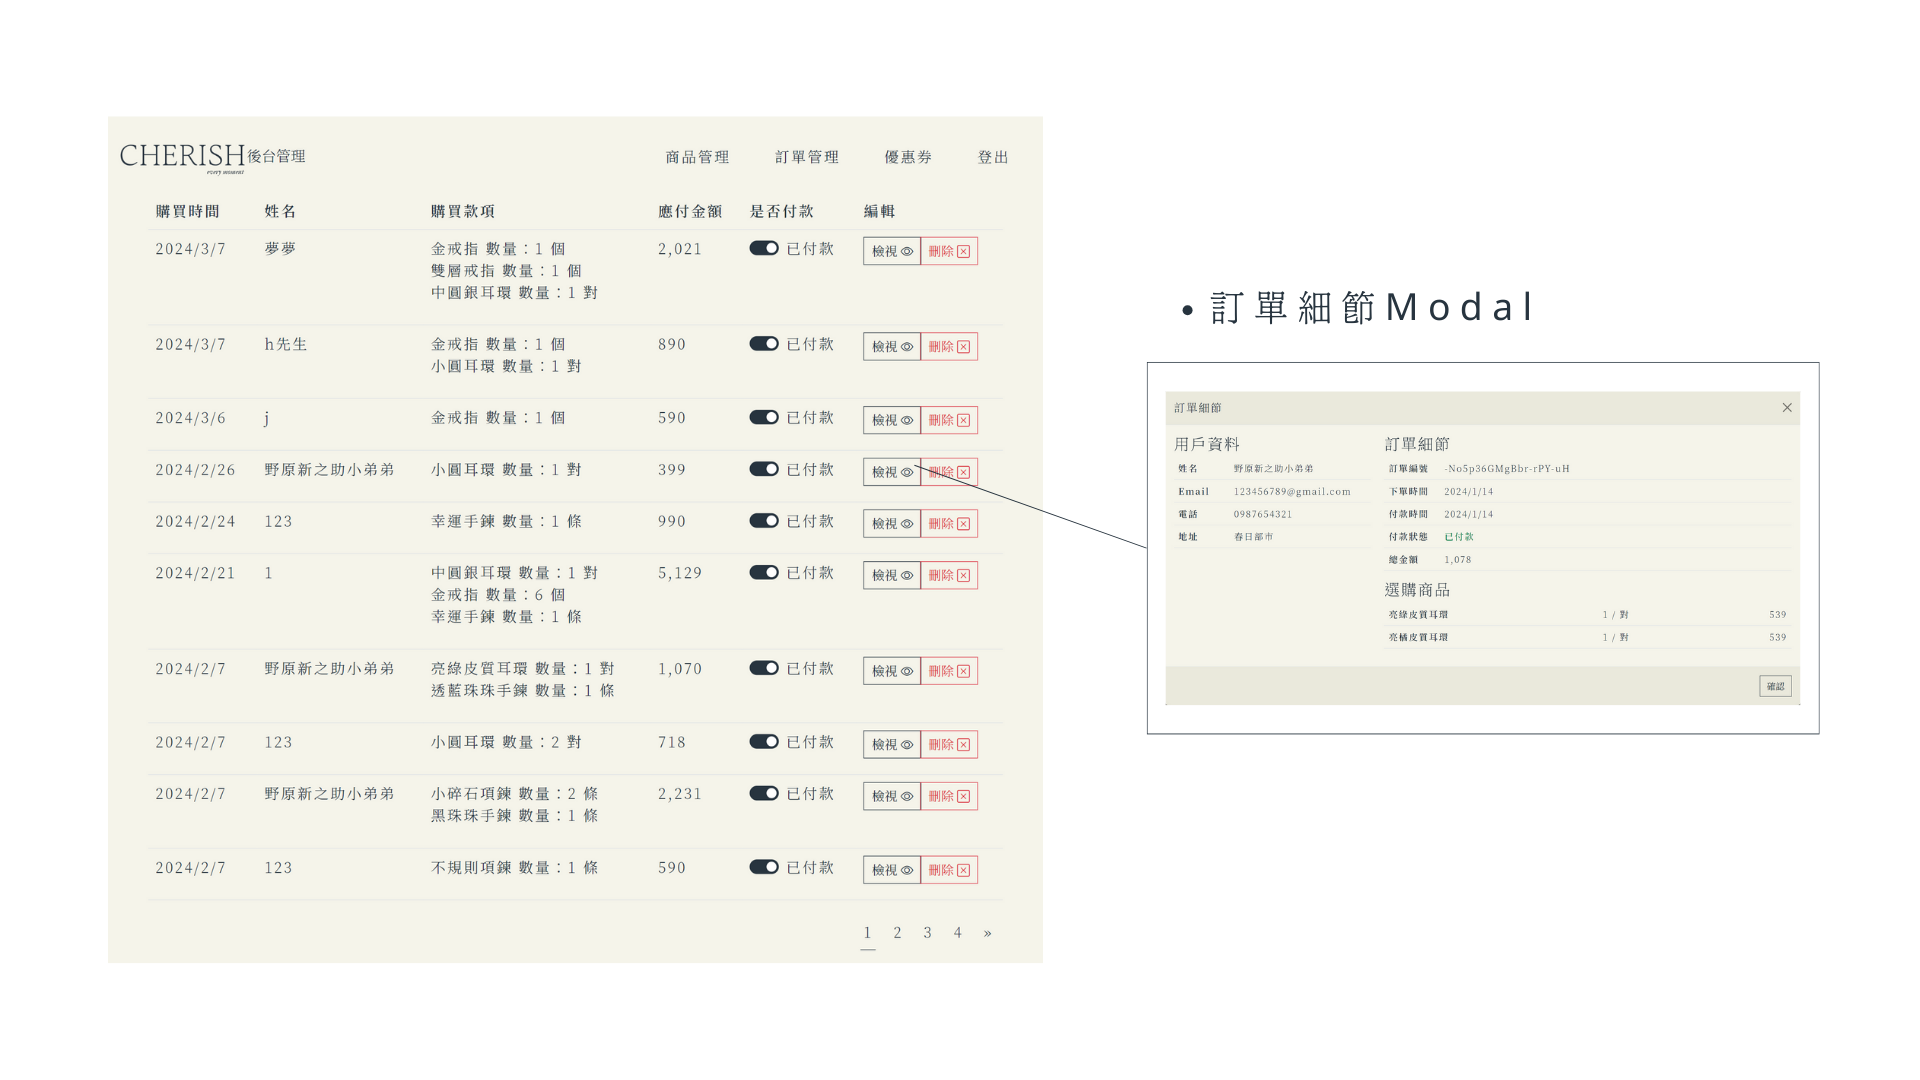 CHERISH後台管理
every moment
商品管理 訂單管理 優惠券 登出
購買時間 姓名 購買款項 應付金額 是否付款 編輯
2024/3/7 夢夢 金戒指 數量：1 個 2,021 已付款 檢視 刪除
雙層戒指 數量：1 個
中圓銀耳環 數量：1 對
2024/3/7 h先生 金戒指 數量：1 個 890 已付款 檢視 刪除
小圓耳環 數量：1 對
2024/3/6 j 金戒指 數量：1 個 590 已付款 檢視 刪除
2024/2/26 野原新之助小弟弟 小圓耳環 數量：1 對 399 已付款 檢視 刪除
2024/2/24 123 幸運手鍊 數量：1 條 990 已付款 檢視 刪除
2024/2/21 1 中圓銀耳環 數量：1 對 5,129 已付款 檢視 刪除
金戒指 數量：6 個
幸運手鍊 數量：1 條
2024/2/7 野原新之助小弟弟 亮綠皮質耳環 數量：1 對 1,070 已付款 檢視 刪除
透藍珠珠手鍊 數量：1 條
2024/2/7 123 小圓耳環 數量：2 對 718 已付款 檢視 刪除
2024/2/7 野原新之助小弟弟 小碎石項鍊 數量：2 條 2,231 已付款 檢視 刪除
黑珠珠手鍊 數量：1 條
2024/2/7 123 不規則項鍊 數量：1 條 590 已付款 檢視 刪除
1 2 3 4 »
• 訂單細節Modal
訂單細節
用戶資料
姓名 野原新之助小弟弟
Email 123456789@gmail.com
電話 0987654321
地址 春日部市
訂單細節
訂單編號 -No5p36GMgBbr-rPY-uH
下單時間 2024/1/14
付款時間 2024/1/14
付款狀態 已付款
總金額 1,078
選購商品
亮綠皮質耳環 1 / 對 539
亮橘皮質耳環 1 / 對 539
確認